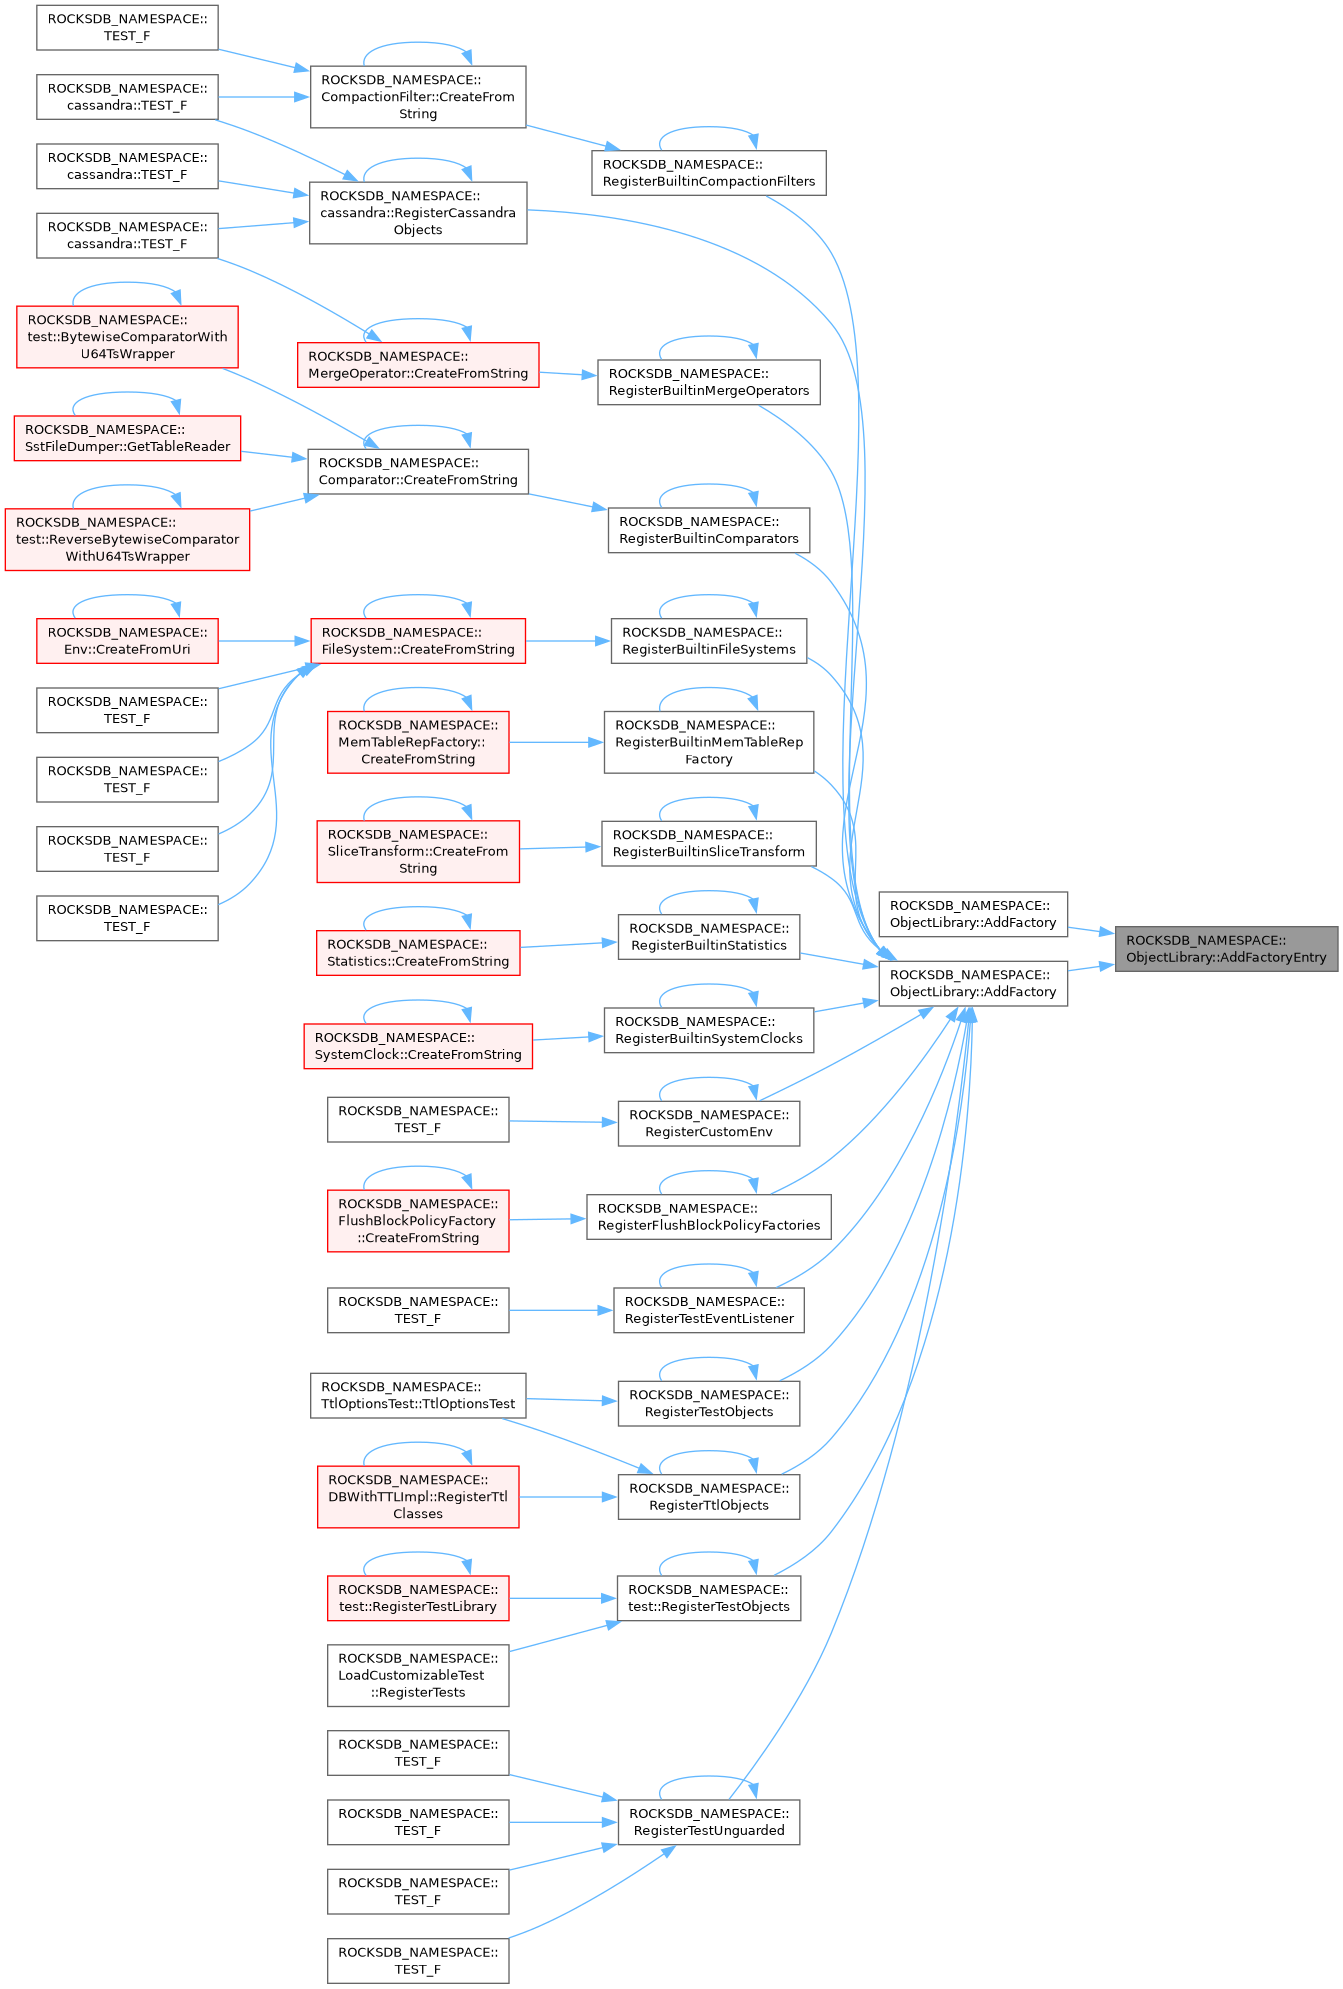 ROCKSDB_NAMESPACE::
TEST_F
ROCKSDB_NAMESPACE::
cassandra::TEST_F
ROCKSDB_NAMESPACE::
cassandra::TEST_F
ROCKSDB_NAMESPACE::
cassandra::TEST_F
ROCKSDB_NAMESPACE::
test::BytewiseComparatorWith
U64TsWrapper
ROCKSDB_NAMESPACE::
SstFileDumper::GetTableReader
ROCKSDB_NAMESPACE::
test::ReverseBytewiseComparator
WithU64TsWrapper
ROCKSDB_NAMESPACE::
Env::CreateFromUri
ROCKSDB_NAMESPACE::
TEST_F
ROCKSDB_NAMESPACE::
TEST_F
ROCKSDB_NAMESPACE::
TEST_F
ROCKSDB_NAMESPACE::
TEST_F
ROCKSDB_NAMESPACE::
CompactionFilter::CreateFrom
String
ROCKSDB_NAMESPACE::
cassandra::RegisterCassandra
Objects
ROCKSDB_NAMESPACE::
MergeOperator::CreateFromString
ROCKSDB_NAMESPACE::
Comparator::CreateFromString
ROCKSDB_NAMESPACE::
FileSystem::CreateFromString
ROCKSDB_NAMESPACE::
MemTableRepFactory::
CreateFromString
ROCKSDB_NAMESPACE::
SliceTransform::CreateFrom
String
ROCKSDB_NAMESPACE::
Statistics::CreateFromString
ROCKSDB_NAMESPACE::
SystemClock::CreateFromString
ROCKSDB_NAMESPACE::
TEST_F
ROCKSDB_NAMESPACE::
FlushBlockPolicyFactory
::CreateFromString
ROCKSDB_NAMESPACE::
TEST_F
ROCKSDB_NAMESPACE::
TtlOptionsTest::TtlOptionsTest
ROCKSDB_NAMESPACE::
DBWithTTLImpl::RegisterTtl
Classes
ROCKSDB_NAMESPACE::
test::RegisterTestLibrary
ROCKSDB_NAMESPACE::
LoadCustomizableTest
::RegisterTests
ROCKSDB_NAMESPACE::
TEST_F
ROCKSDB_NAMESPACE::
TEST_F
ROCKSDB_NAMESPACE::
TEST_F
ROCKSDB_NAMESPACE::
TEST_F
ROCKSDB_NAMESPACE::
RegisterBuiltinCompactionFilters
ROCKSDB_NAMESPACE::
RegisterBuiltinMergeOperators
ROCKSDB_NAMESPACE::
RegisterBuiltinComparators
ROCKSDB_NAMESPACE::
RegisterBuiltinFileSystems
ROCKSDB_NAMESPACE::
RegisterBuiltinMemTableRep
Factory
ROCKSDB_NAMESPACE::
RegisterBuiltinSliceTransform
ROCKSDB_NAMESPACE::
RegisterBuiltinStatistics
ROCKSDB_NAMESPACE::
RegisterBuiltinSystemClocks
ROCKSDB_NAMESPACE::
RegisterCustomEnv
ROCKSDB_NAMESPACE::
RegisterFlushBlockPolicyFactories
ROCKSDB_NAMESPACE::
RegisterTestEventListener
ROCKSDB_NAMESPACE::
RegisterTestObjects
ROCKSDB_NAMESPACE::
RegisterTtlObjects
ROCKSDB_NAMESPACE::
test::RegisterTestObjects
ROCKSDB_NAMESPACE::
RegisterTestUnguarded
ROCKSDB_NAMESPACE::
ObjectLibrary::AddFactory
ROCKSDB_NAMESPACE::
ObjectLibrary::AddFactory
ROCKSDB_NAMESPACE::
ObjectLibrary::AddFactoryEntry